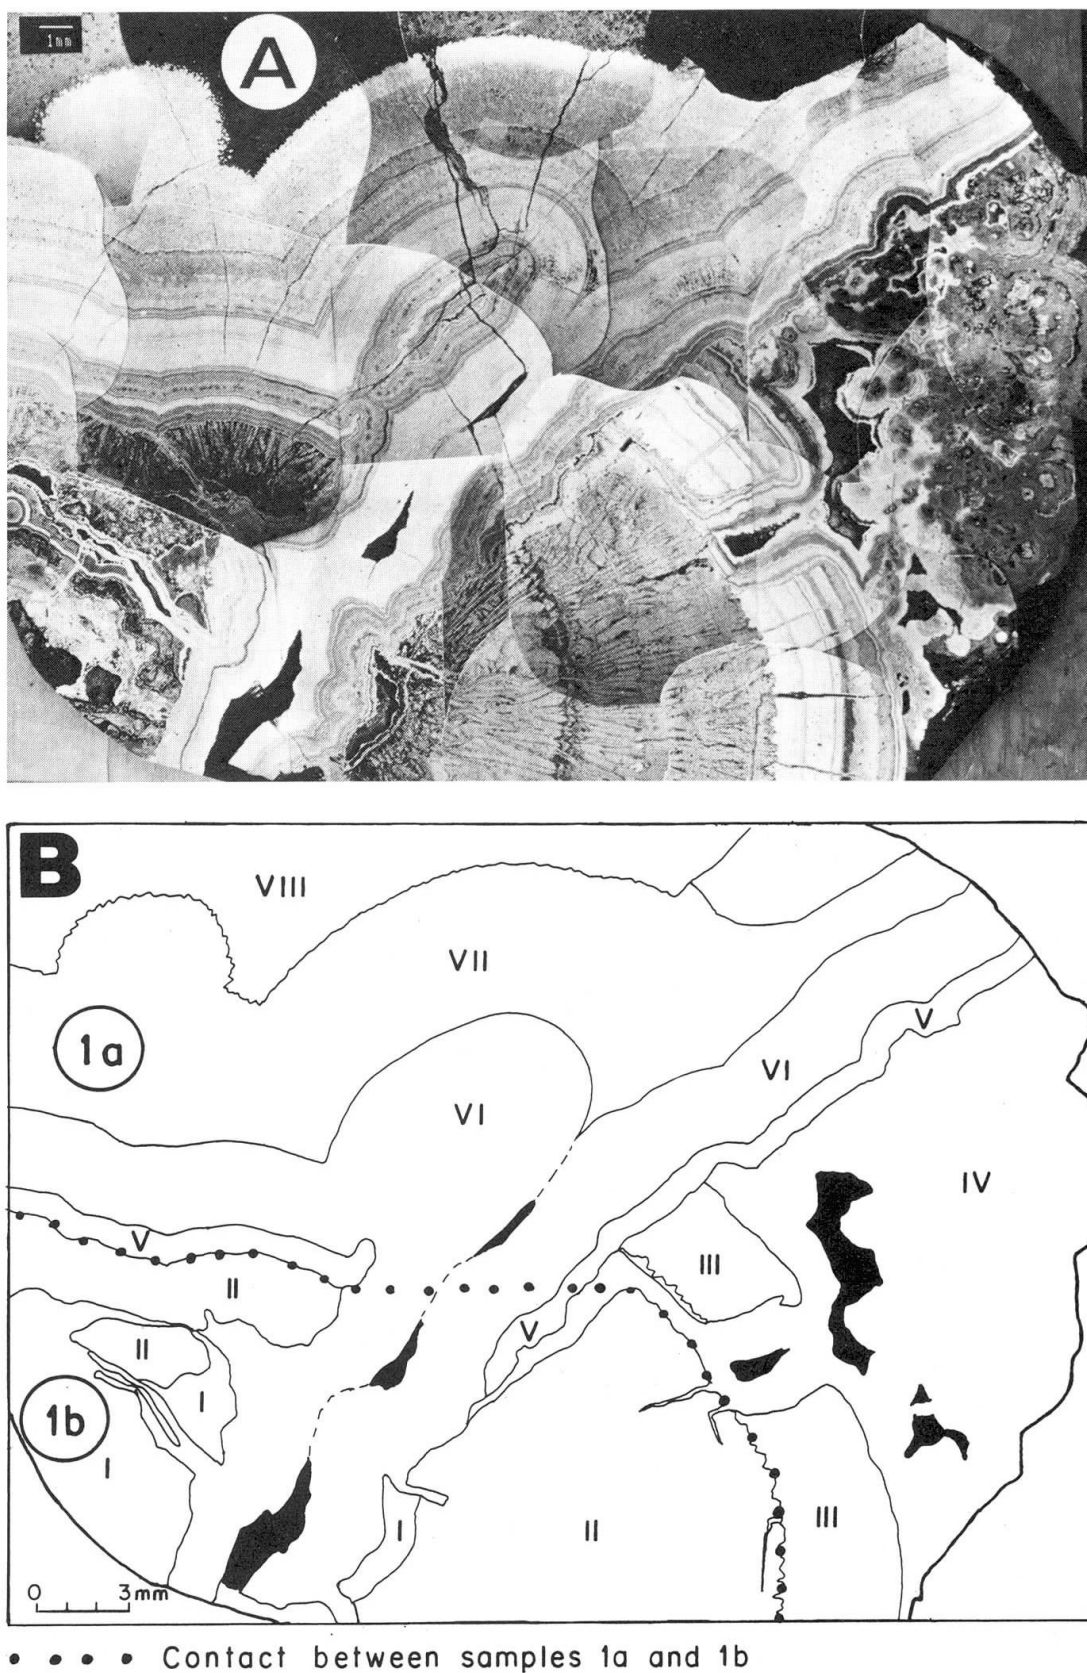 1mm
A
B
VIII
VII
1a
V
VI
VI
IV
V
II
III
V
II
1b
I
I
I
II
III
0 3mm
Contact between samples 1a and 1b